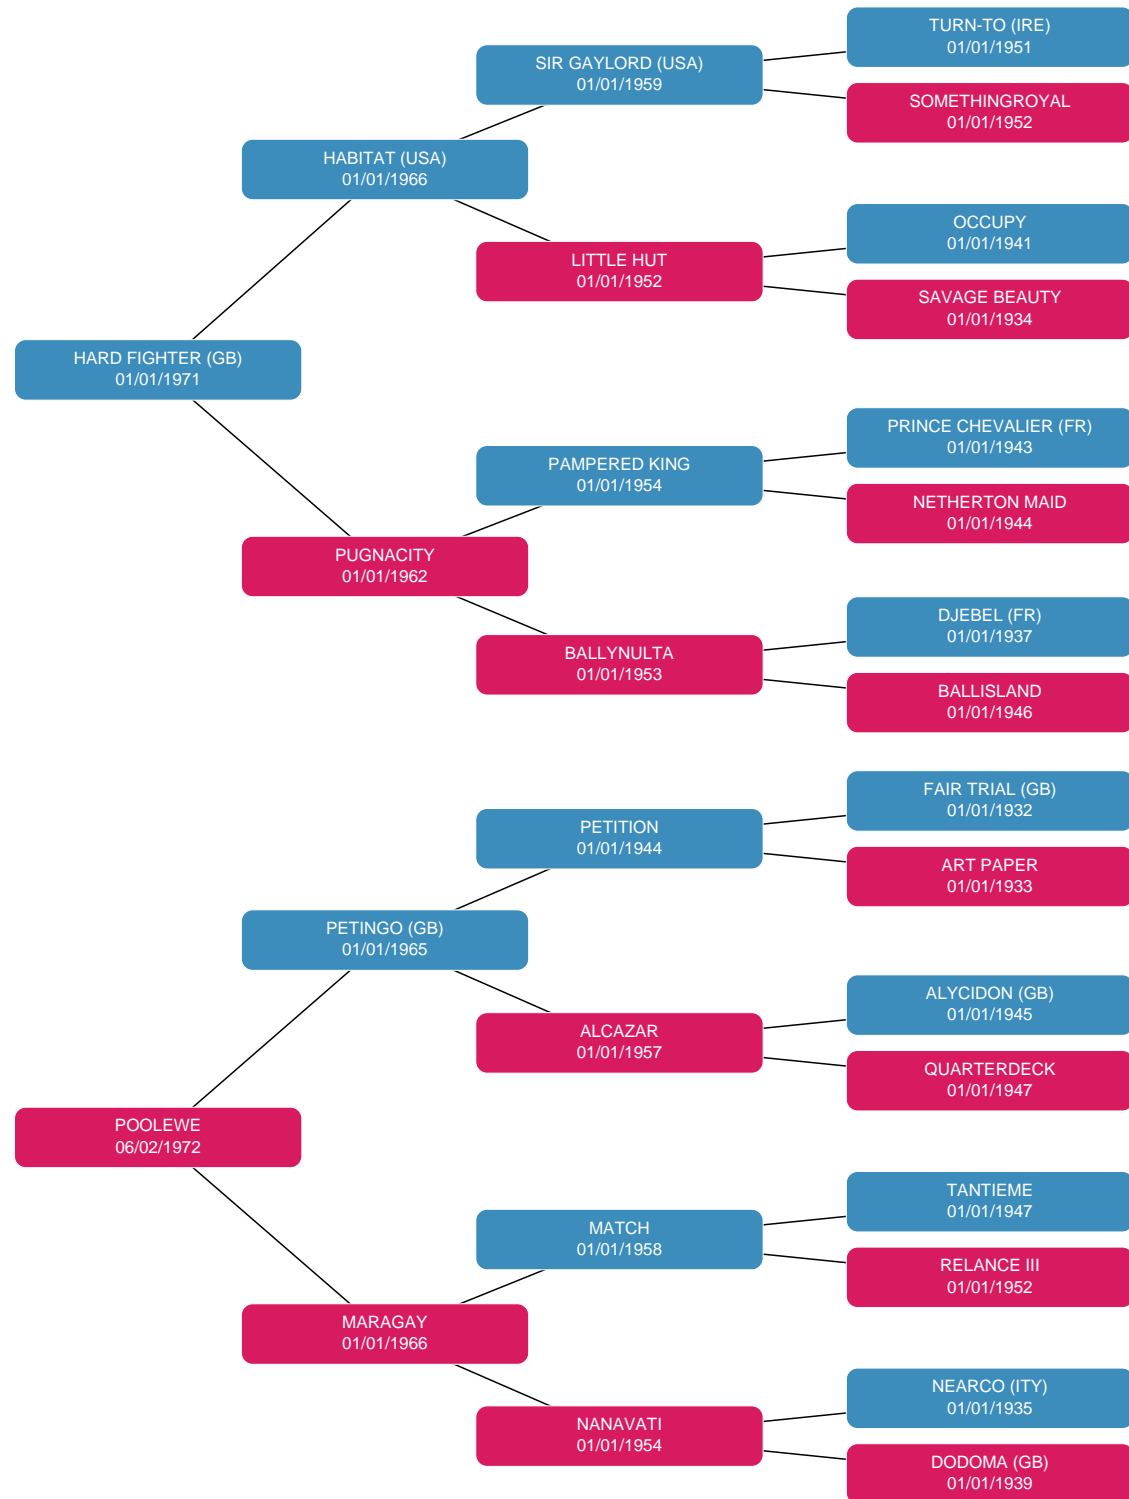 TURN-TO (IRE)
01/01/1951
SIR GAYLORD (USA)
01/01/1959
SOMETHINGROYAL
01/01/1952
HABITAT (USA)
01/01/1966
OCCUPY
01/01/1941
LITTLE HUT
01/01/1952
SAVAGE BEAUTY
01/01/1934
HARD FIGHTER (GB)
01/01/1971
PRINCE CHEVALIER (FR)
01/01/1943
PAMPERED KING
01/01/1954
NETHERTON MAID
01/01/1944
PUGNACITY
01/01/1962
DJEBEL (FR)
01/01/1937
BALLYNULTA
01/01/1953
BALLISLAND
01/01/1946
FAIR TRIAL (GB)
01/01/1932
PETITION
01/01/1944
ART PAPER
01/01/1933
PETINGO (GB)
01/01/1965
ALYCIDON (GB)
01/01/1945
ALCAZAR
01/01/1957
QUARTERDECK
01/01/1947
POOLEWE
06/02/1972
TANTIEME
01/01/1947
MATCH
01/01/1958
RELANCE III
01/01/1952
MARAGAY
01/01/1966
NEARCO (ITY)
01/01/1935
NANAVATI
01/01/1954
DODOMA (GB)
01/01/1939